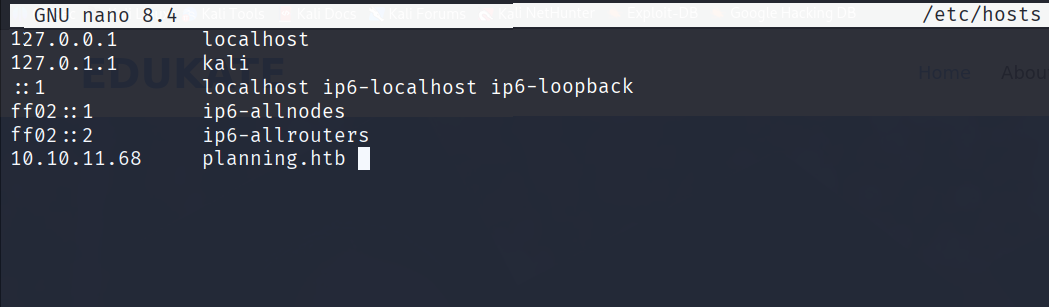 GNU nano 8.4 /etc/hosts
Kali Tools Kali Docs Kali Forums Kali NetHunter Exploit-DB Google Hacking DB
127.0.0.1 localhost
127.0.1.1 kali
::1 localhost ip6-localhost ip6-loopback
ff02::1 ip6-allnodes
ff02::2 ip6-allrouters
10.10.11.68 planning.htb
EDUKATE
Home Abou